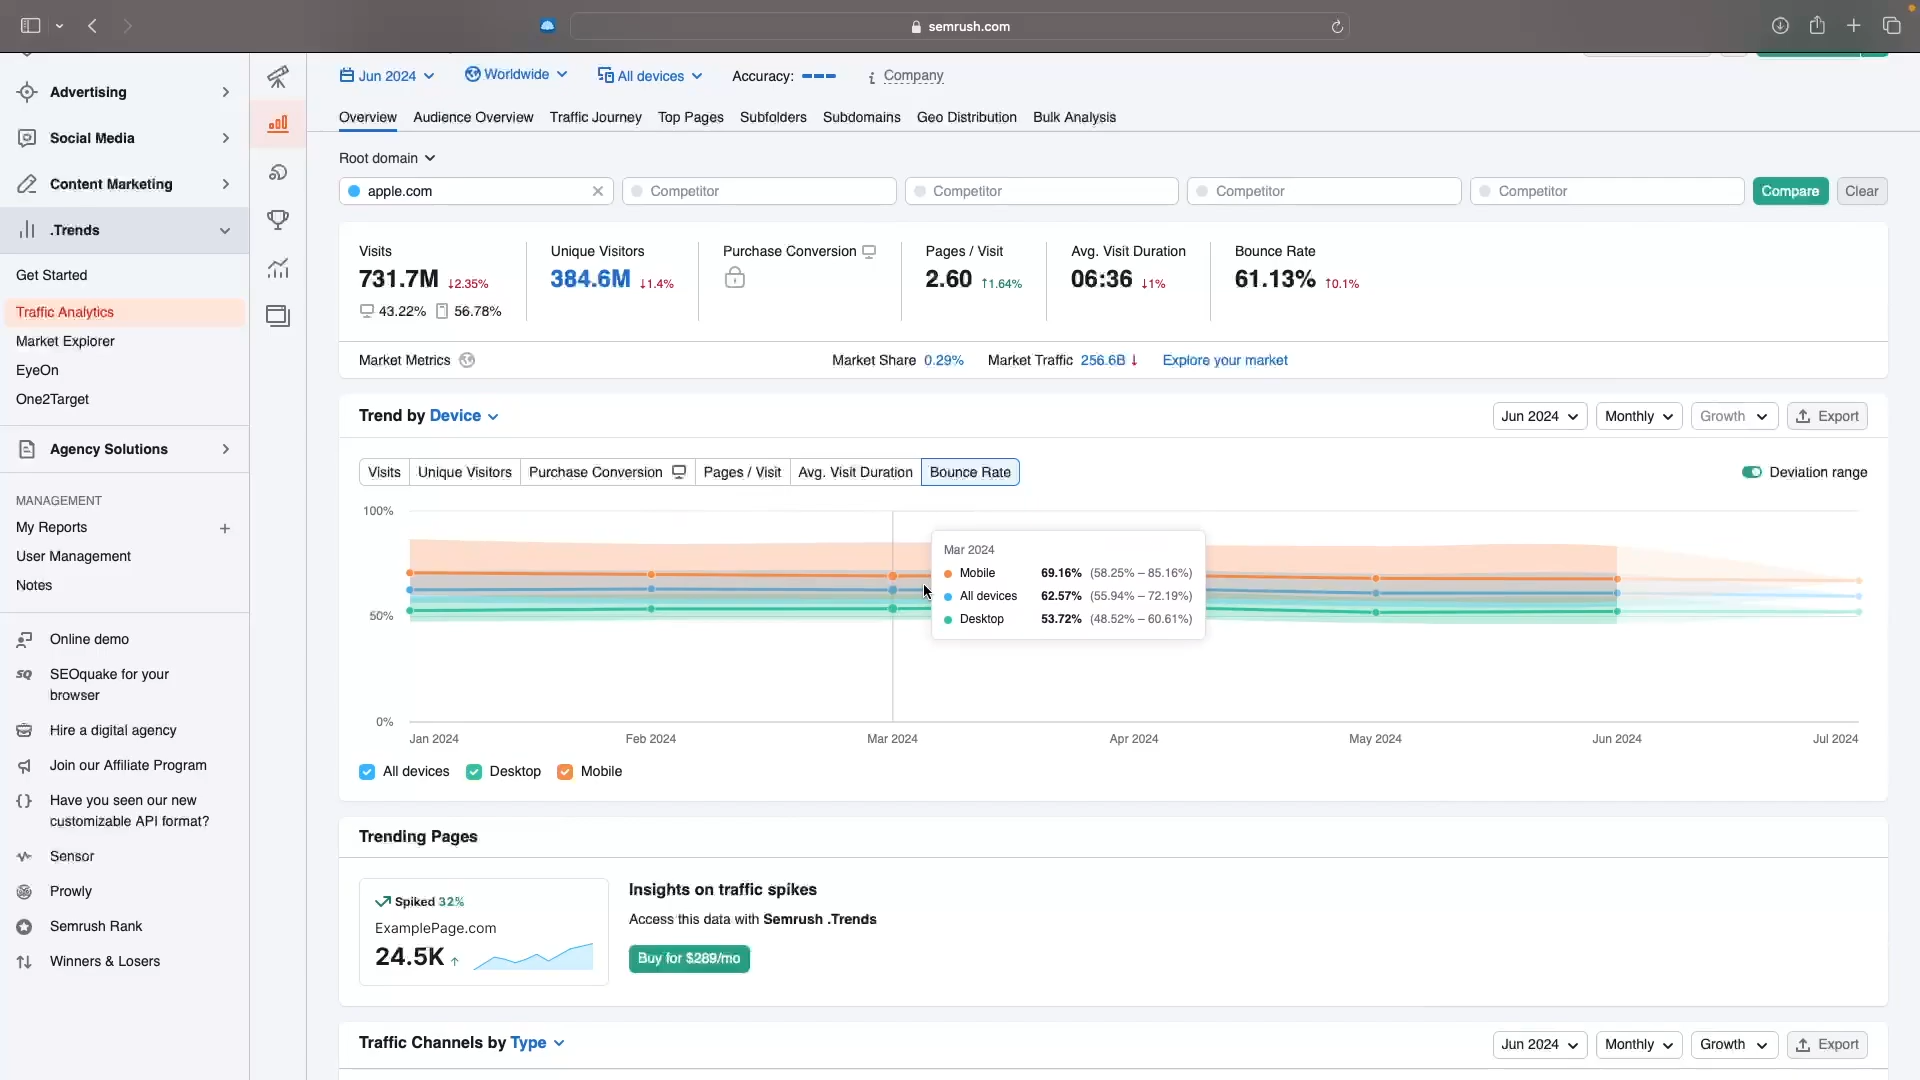 semrush.com
Advertising
Social Media
Content Marketing
.Trends
Get Started
Traffic Analytics
Market Explorer
EyeOn
One2Target
Agency Solutions
MANAGEMENT
My Reports
User Management
Notes
Online demo
SEOquake for your
browser
Hire a digital agency
Join our Affiliate Program
Have you seen our new
customizable API format?
Sensor
Prowly
Semrush Rank
Winners & Losers
Jun 2024 Worldwide All devices Accuracy: Company
Overview Audience Overview Traffic Journey Top Pages Subfolders Subdomains Geo Distribution Bulk Analysis
Root domain
apple.com Competitor Competitor Competitor Competitor Compare Clear
Visits Unique Visitors Purchase Conversion Pages / Visit Avg. Visit Duration Bounce Rate
731.7M ↓2.35% 384.6M ↓1.4% 2.60 ↑1.64% 06:36 ↓1% 61.13% ↑0.1%
43.22% 56.78%
Market Metrics Market Share 0.29% Market Traffic 256.6B ↓ Explore your market
Trend by Device Jun 2024 Monthly Growth Export
Visits Unique Visitors Purchase Conversion Pages / Visit Avg. Visit Duration Bounce Rate Deviation range
100%
50%
0%
Mar 2024
Mobile 69.16% (58.25% – 85.16%)
All devices 62.57% (55.94% – 72.19%)
Desktop 53.72% (48.52% – 60.61%)
Jan 2024 Feb 2024 Mar 2024 Apr 2024 May 2024 Jun 2024 Jul 2024
All devices Desktop Mobile
Trending Pages
Spiked 32%
ExamplePage.com
24.5K ↑
Insights on traffic spikes
Access this data with Semrush .Trends
Buy for $289/mo
Traffic Channels by Type Jun 2024 Monthly Growth Export